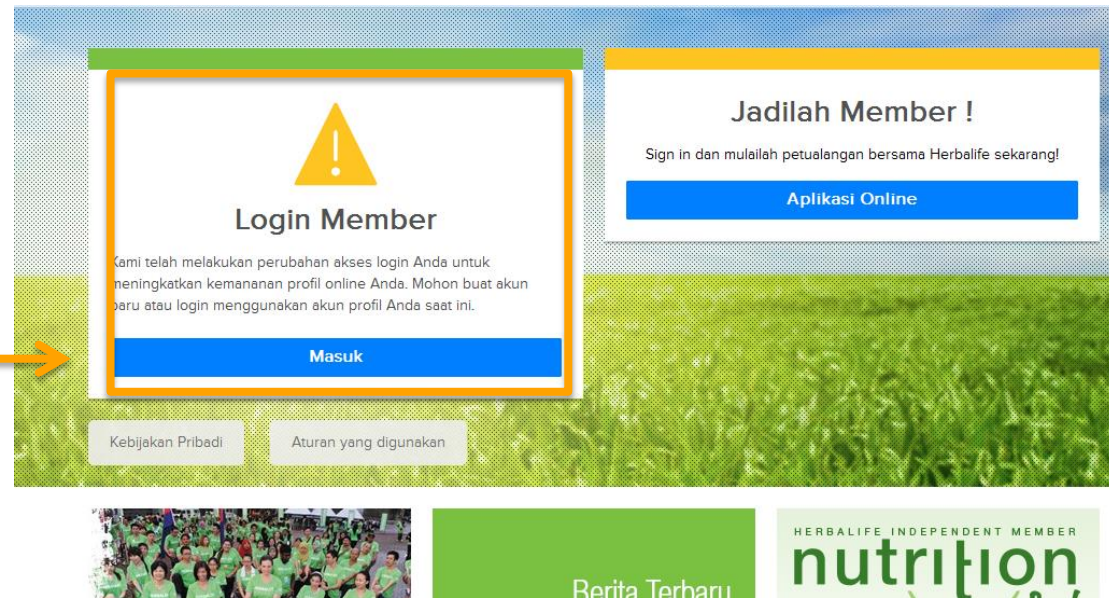 Login Member
Kami telah melakukan perubahan akses login Anda untuk
meningkatkan kemananan profil online Anda. Mohon buat akun
baru atau login menggunakan akun profil Anda saat ini.
Masuk
Jadilah Member !
Sign in dan mulailah petualangan bersama Herbalife sekarang!
Aplikasi Online
Kebijakan Pribadi
Aturan yang digunakan
Berita Terbaru
HERBALIFE INDEPENDENT MEMBER
nutrition